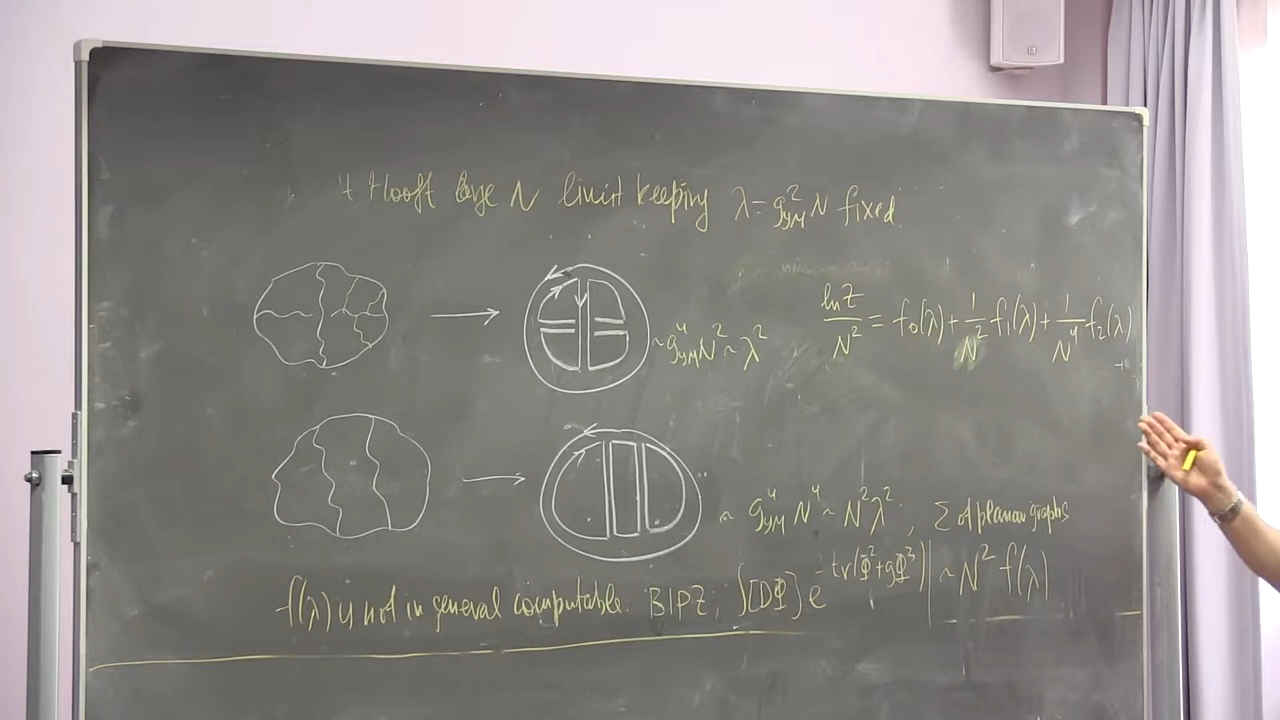 't Hooft large N limit keeping λ = g²_YM N fixed.
ln Z / N² = f₀(λ) + 1/N² f₁(λ) + 1/N⁴ f₂(λ) +
~ g⁴_YM N² ~ λ²
~ g⁴_YM N⁴ ~ N²λ²; Σ of planar graphs
f(λ) is not in general computable. BIPZ; ∫[DΦ] e^{-tr(Φ²+gΦ³)}| ~ N² f(λ)